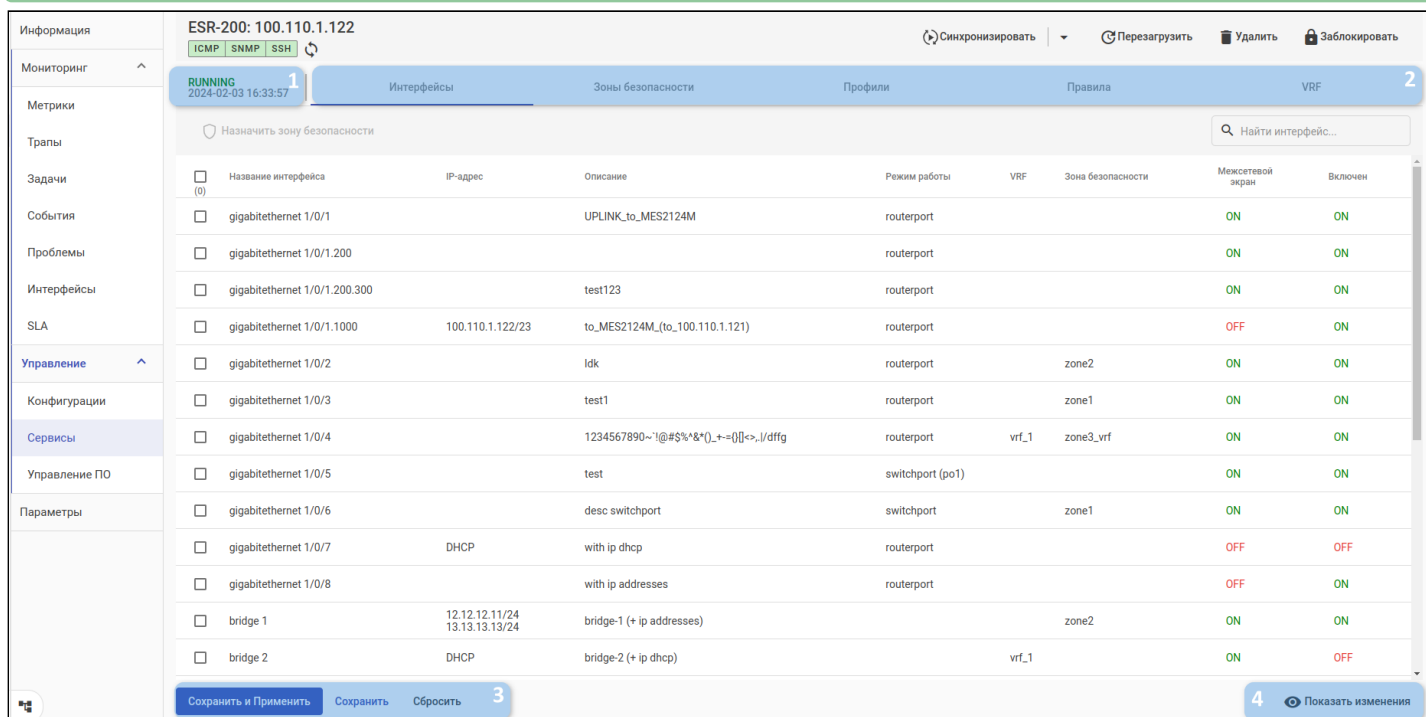 Информация
Мониторинг
Метрики
Трапы
Задачи
События
Проблемы
Интерфейсы
SLA
Управление
Конфигурации
Сервисы
Управление ПО
Параметры
ESR-200: 100.110.1.122
ICMP SNMP SSH
Синхронизировать Перезагрузить Удалить Заблокировать
RUNNING
2024-02-03 16:33:57
1
Интерфейсы Зоны безопасности Профили Правила VRF 2
Назначить зону безопасности Найти интерфейс...
(0) Название интерфейса IP-адрес Описание Режим работы VRF Зона безопасности Межсетевой экран Включен
gigabitethernet 1/0/1 UPLINK_to_MES2124M routerport ON ON
gigabitethernet 1/0/1.200 routerport ON ON
gigabitethernet 1/0/1.200.300 test123 routerport ON ON
gigabitethernet 1/0/1.1000 100.110.1.122/23 to_MES2124M_(to_100.110.1.121) routerport OFF ON
gigabitethernet 1/0/2 ldk routerport zone2 ON ON
gigabitethernet 1/0/3 test1 routerport zone1 ON ON
gigabitethernet 1/0/4 1234567890~`!@#$%^&*()_+-={}[]<>,.|/dffg routerport vrf_1 zone3_vrf ON ON
gigabitethernet 1/0/5 test switchport (po1) ON ON
gigabitethernet 1/0/6 desc switchport switchport zone1 ON ON
gigabitethernet 1/0/7 DHCP with ip dhcp routerport OFF OFF
gigabitethernet 1/0/8 with ip addresses routerport OFF ON
bridge 1 12.12.12.11/24 13.13.13.13/24 bridge-1 (+ ip addresses) zone2 ON ON
bridge 2 DHCP bridge-2 (+ ip dhcp) vrf_1 ON OFF
Сохранить и Применить Сохранить Сбросить 3
4 Показать изменения